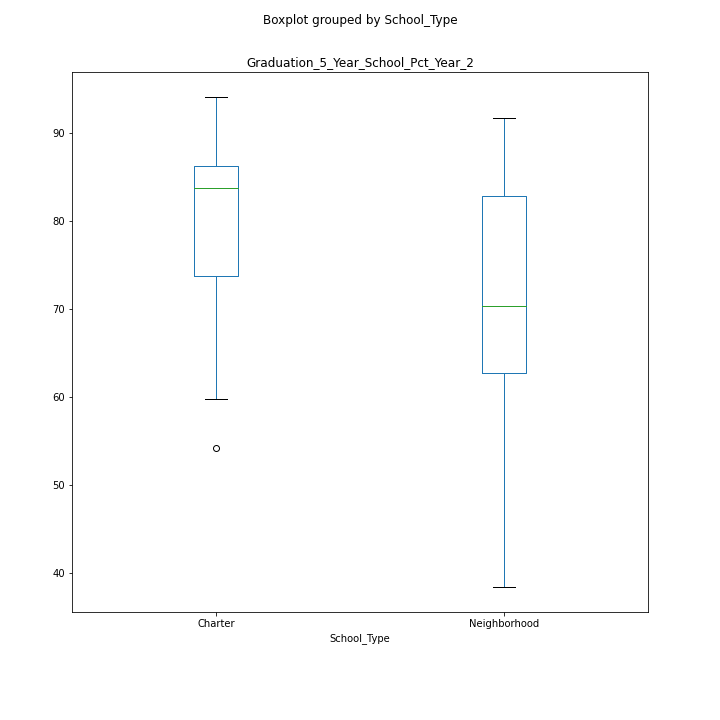 Boxplot grouped by School_Type
Graduation_5_Year_School_Pct_Year_2
90
80
70
60
50
40
Charter Neighborhood
School_Type